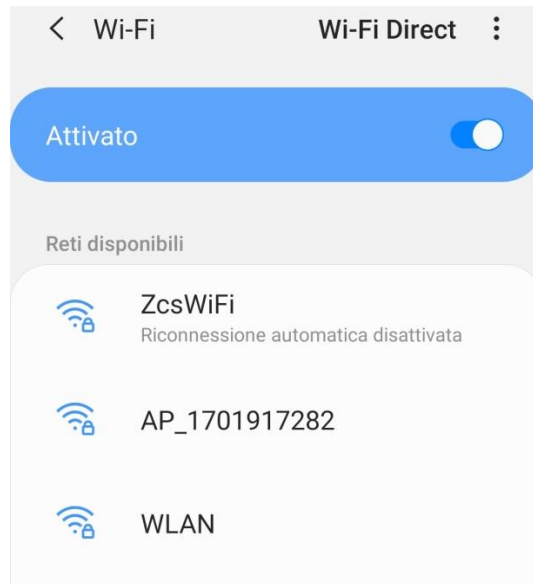 Wi-Fi Wi-Fi Direct
Attivato
Reti disponibili
ZcsWiFi
Riconnessione automatica disattivata
AP_1701917282
WLAN